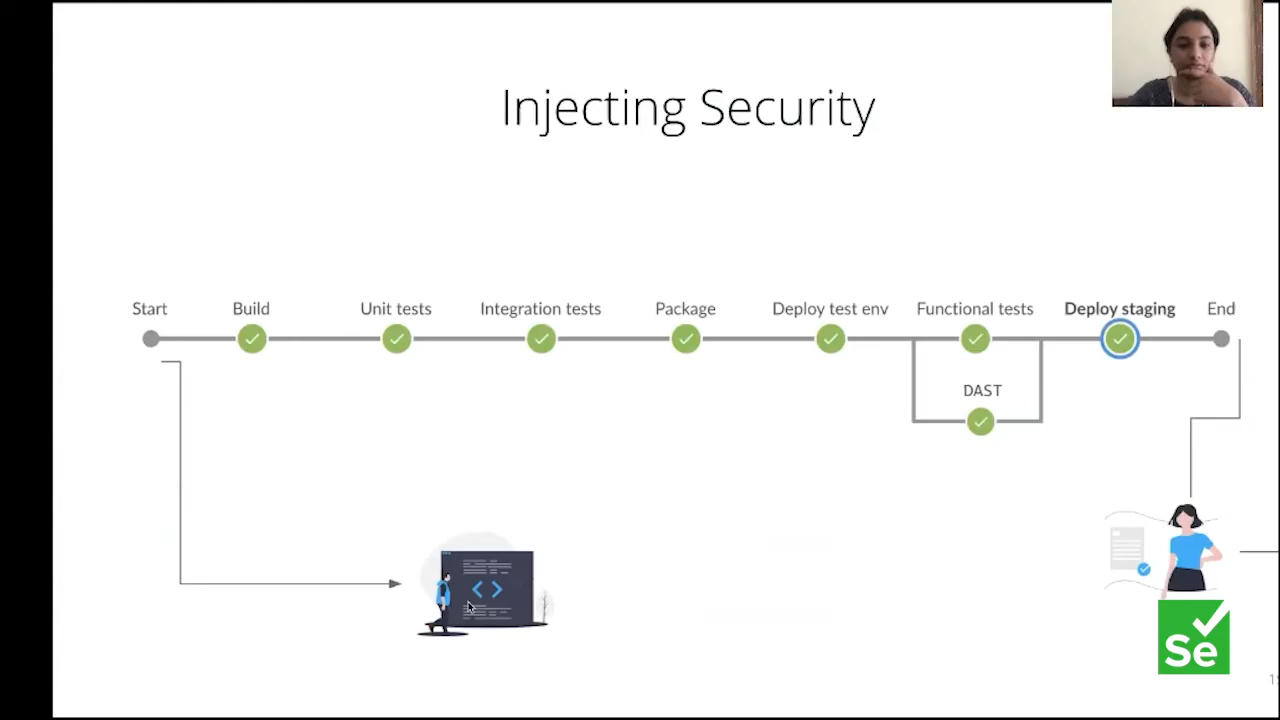 Injecting Security
Start Build Unit tests Integration tests Package Deploy test env Functional tests Deploy staging End
DAST
Se